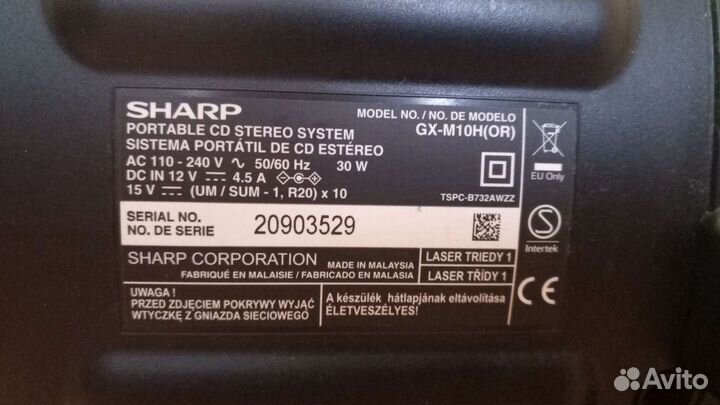 SHARP
MODEL NO. / NO. DE MODELO
GX-M10H(OR)
PORTABLE CD STEREO SYSTEM
SISTEMA PORTÁTIL DE CD ESTÉREO
AC 110 - 240 V ∿ 50/60 Hz 30 W
DC IN 12 V ⎓ 4.5 A
15 V ⎓ (UM / SUM - 1, R20) x 10
EU Only
TSPC-B732AWZZ
SERIAL NO.
NO. DE SERIE
20903529
Intertek
SHARP CORPORATION
MADE IN MALAYSIA
FABRIQUÉ EN MALAISIE / FABRICADO EN MALASIA
LASER TRIEDY 1
LASER TŘÍDY 1
CE
UWAGA !
PRZED ZDJĘCIEM POKRYWY WYJĄĆ
WTYCZKĘ Z GNIAZDA SIECIOWEGO
A készülék hátlapjának eltávolítása
ÉLETVESZÉLYES!
Avito